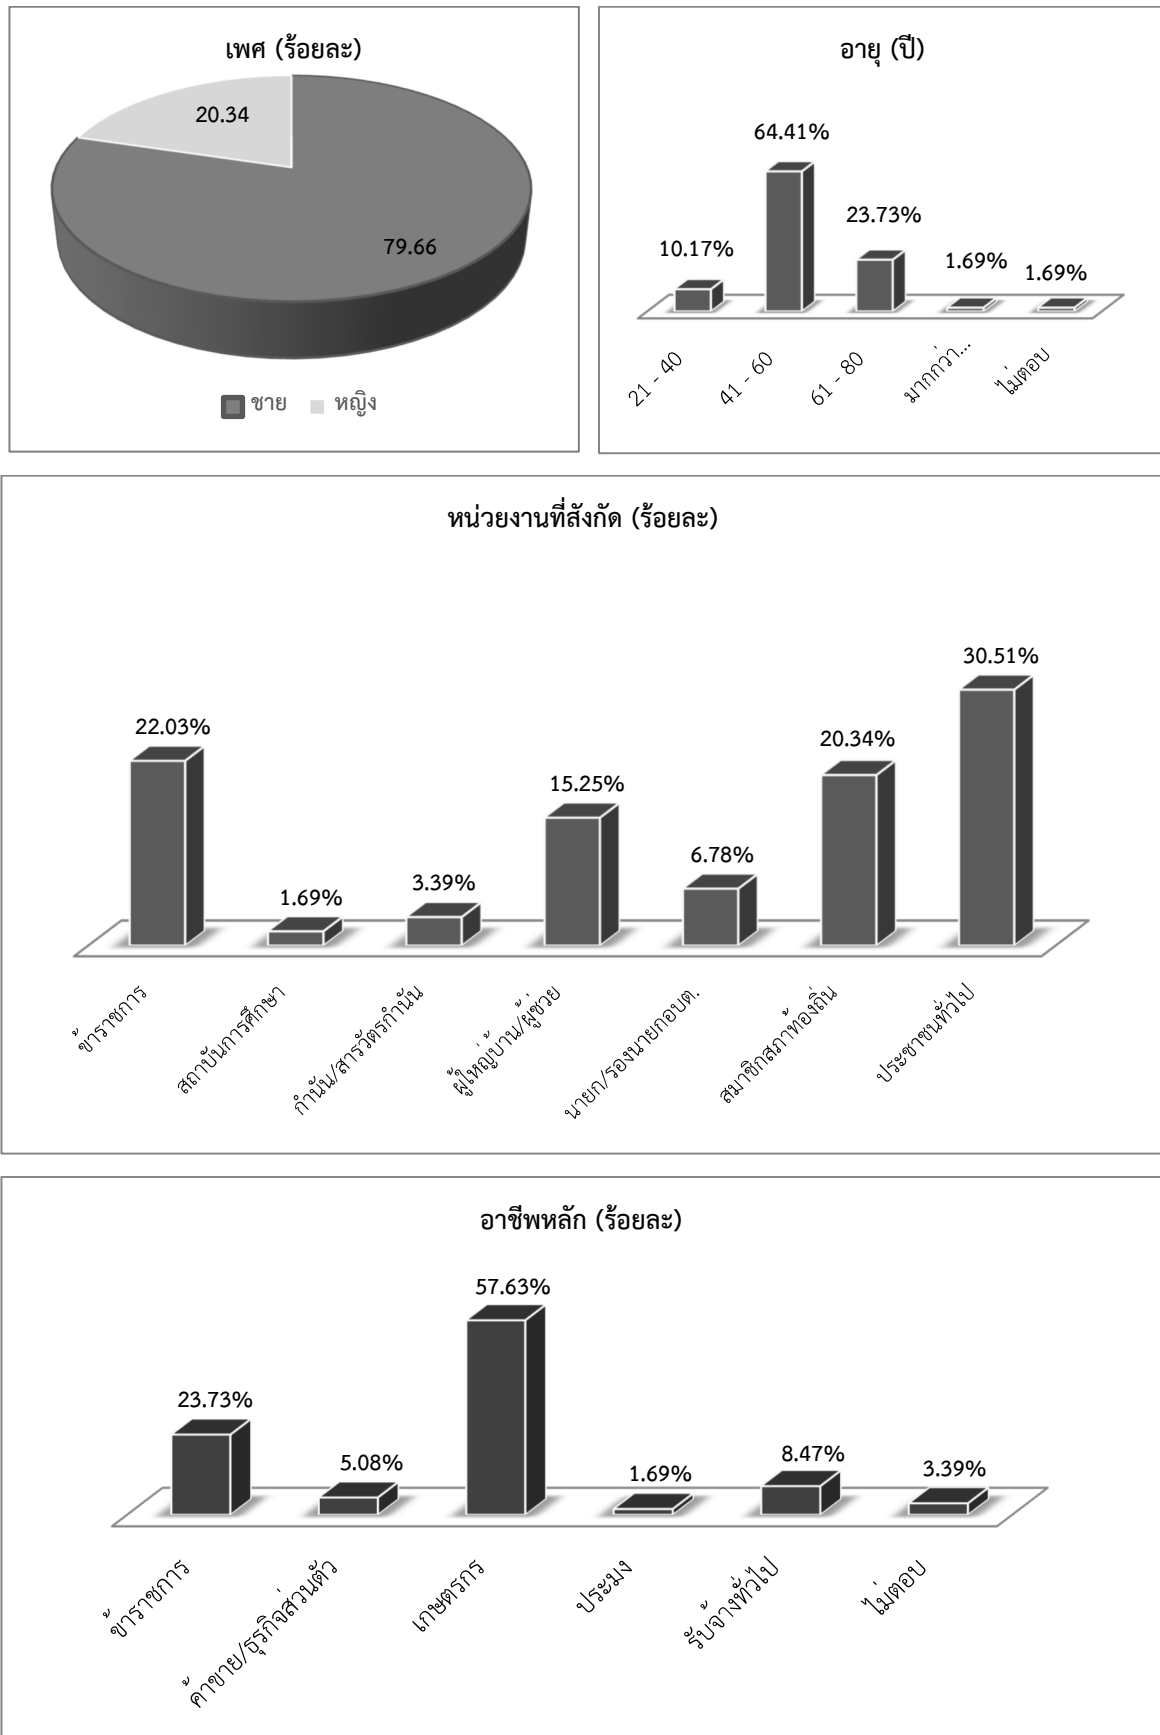 เพศ (ร้อยละ)
20.34
79.66
ชาย หญิง
อายุ (ปี)
64.41%
23.73%
10.17%
1.69%
1.69%
21 - 40
41 - 60
61 - 80
มากกว่า...
ไม่ตอบ
หน่วยงานที่สังกัด (ร้อยละ)
30.51%
22.03%
20.34%
15.25%
6.78%
3.39%
1.69%
ข้าราชการ
สถาบันการศึกษา
กำนัน/สารวัตรกำนัน
ผู้ใหญ่บ้าน/ผู้ช่วย
นายก/รองนายกอบต.
สมาชิกสภาท้องถิ่น
ประชาชนทั่วไป
อาชีพหลัก (ร้อยละ)
57.63%
23.73%
5.08%
1.69%
8.47%
3.39%
ข้าราชการ
ค้าขาย/ธุรกิจส่วนตัว
เกษตรกร
ประมง
รับจ้างทั่วไป
ไม่ตอบ